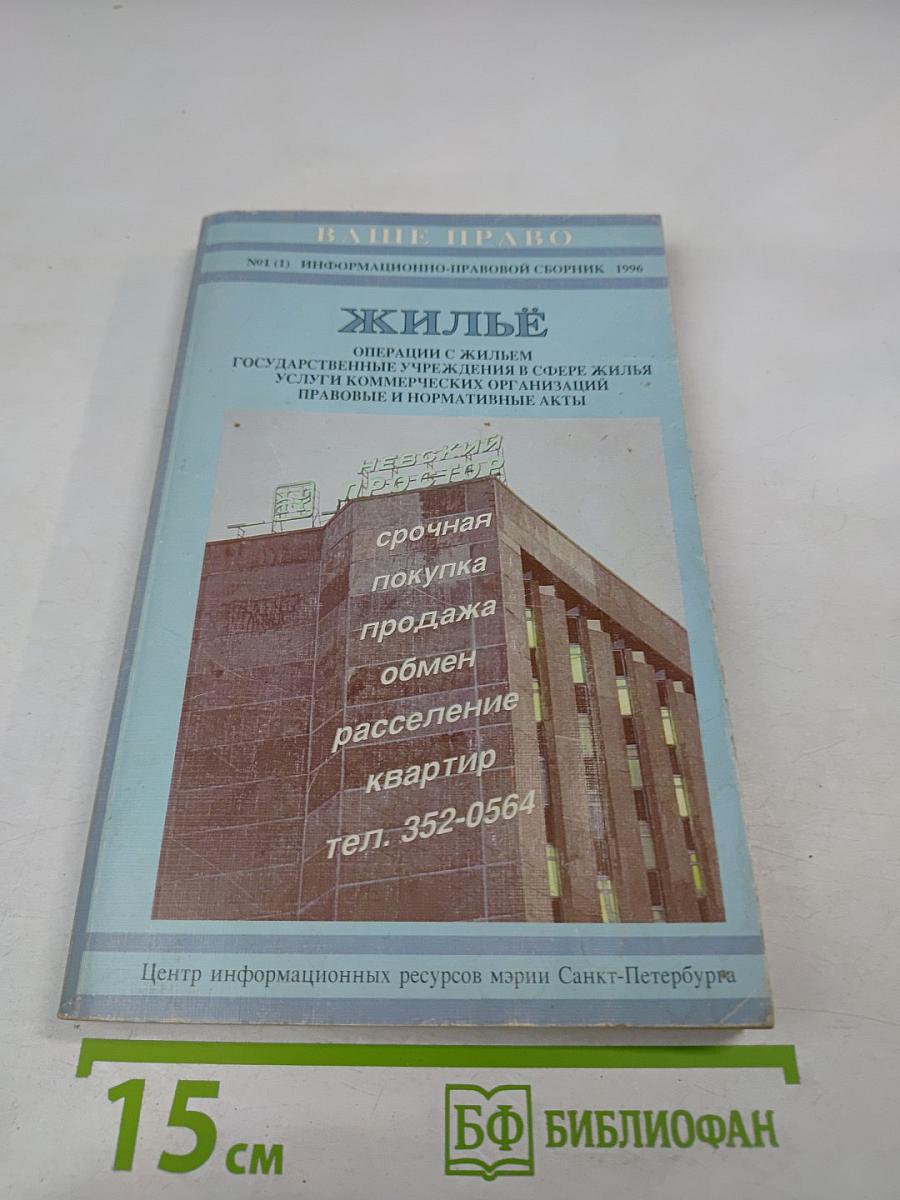 ВАШЕ ПРАВО
№1 (1) ИНФОРМАЦИОННО-ПРАВОВОЙ СБОРНИК 1996
ЖИЛЬЁ
ОПЕРАЦИИ С ЖИЛЬЕМ
ГОСУДАРСТВЕННЫЕ УЧРЕЖДЕНИЯ В СФЕРЕ ЖИЛЬЯ
УСЛУГИ КОММЕРЧЕСКИХ ОРГАНИЗАЦИЙ
ПРАВОВЫЕ И НОРМАТИВНЫЕ АКТЫ
НЕВСКИЙ
ПРОСТОР
срочная
покупка
продажа
обмен
расселение
квартир
тел. 352-0564
Центр информационных ресурсов мэрии Санкт-Петербурга
15 см
БФ БИБЛИОФАН